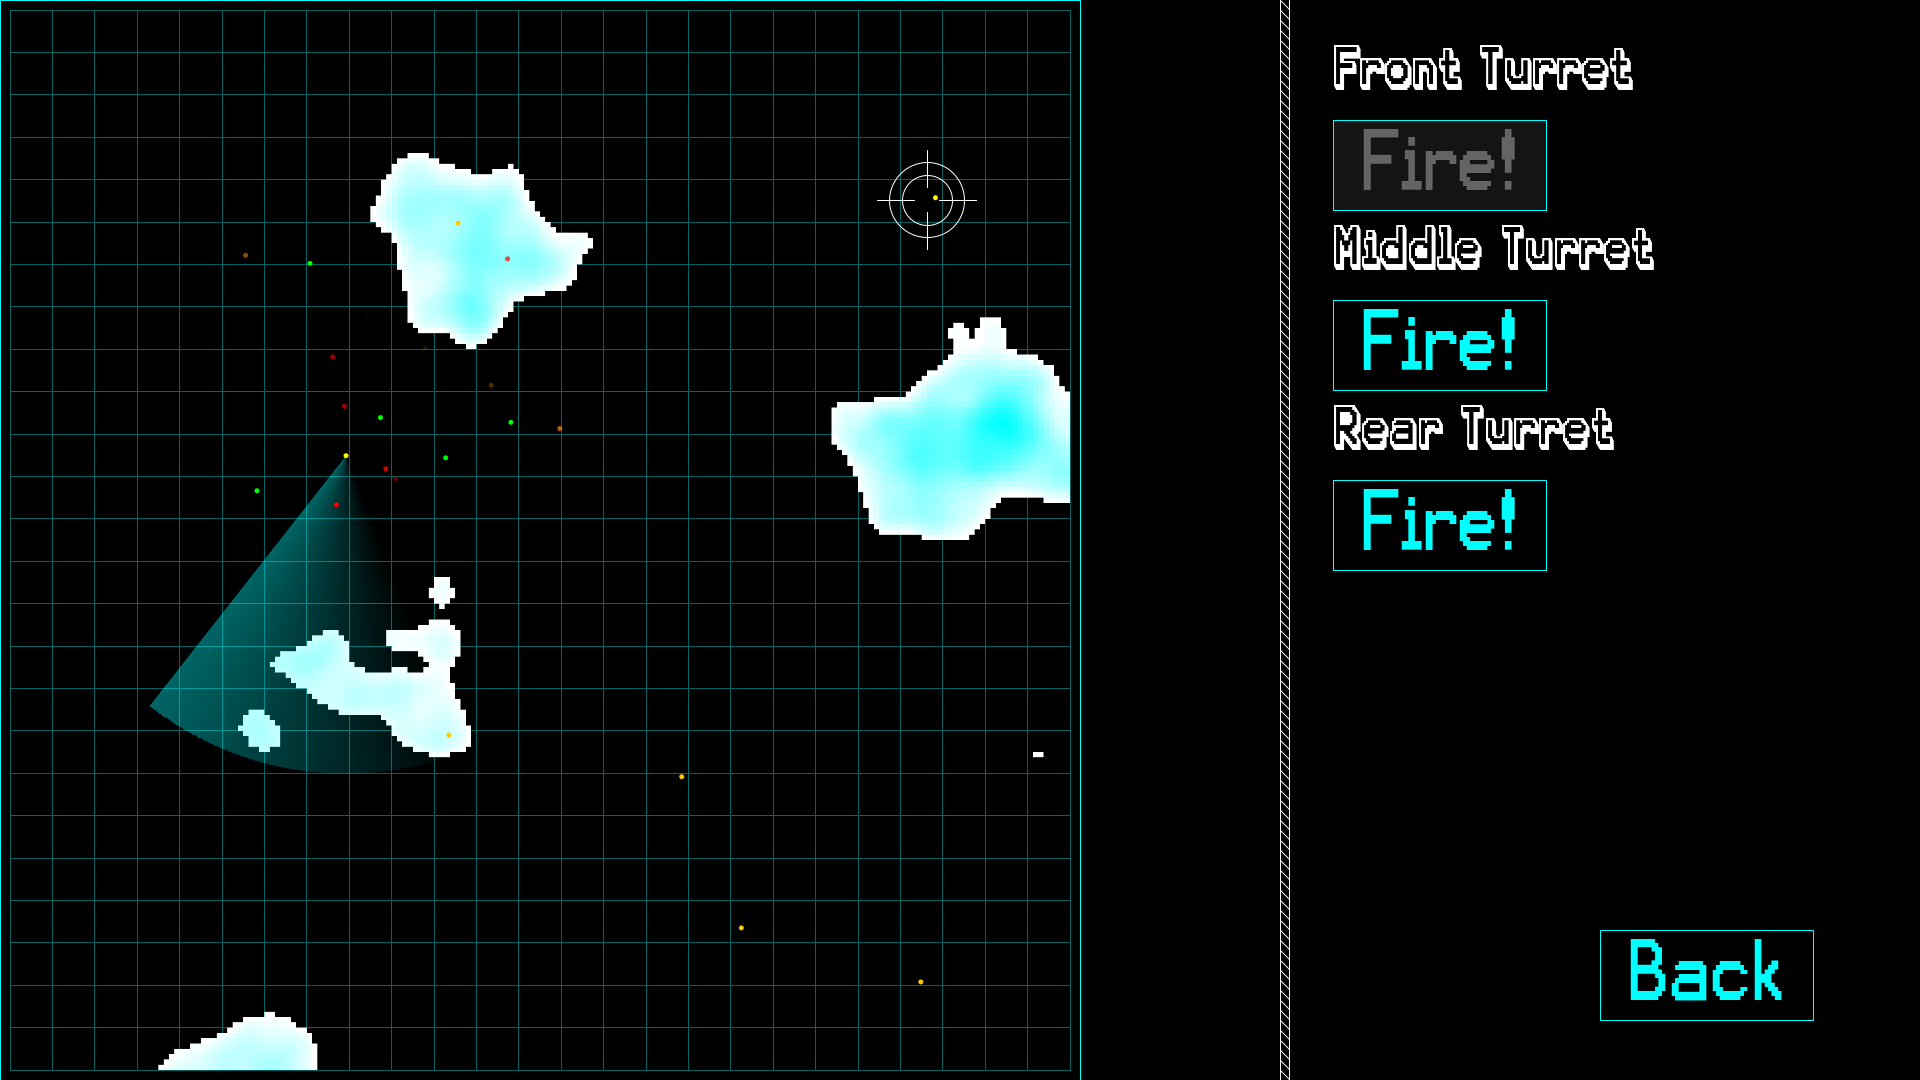 Front Turret
Fire!
Middle Turret
Fire!
Rear Turret
Fire!
Back